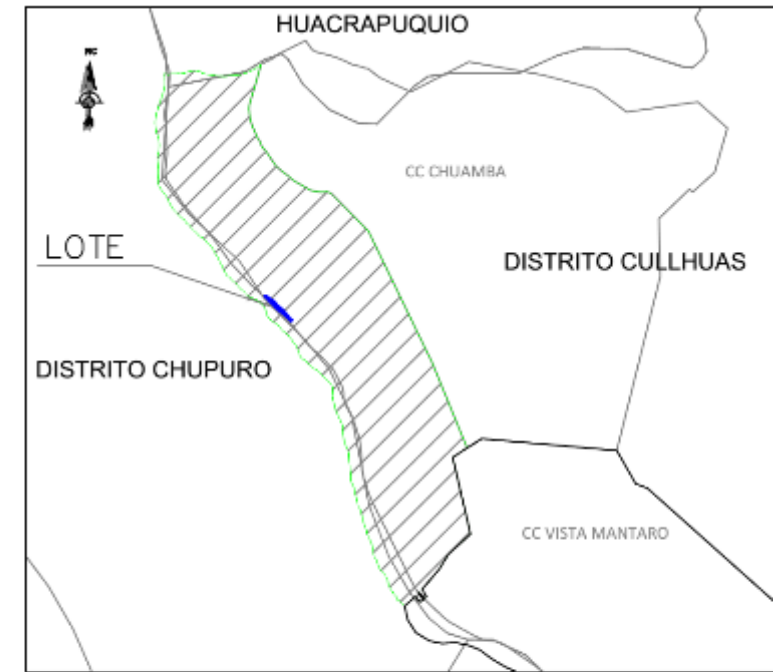 HUACRAPUQUIO
CC CHUAMBA
LOTE
DISTRITO CULLHUAS
DISTRITO CHUPURO
CC VISTA MANTARO